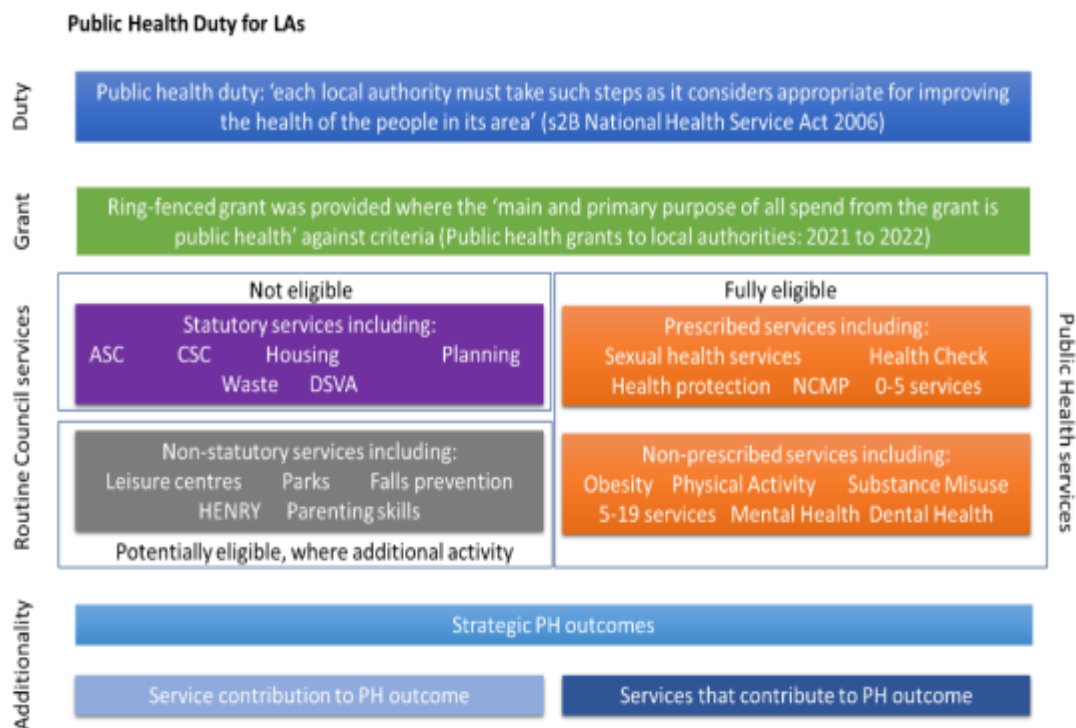 Public Health Duty for LAs
Duty
Public health duty: ‘each local authority must take such steps as it considers appropriate for improving
the health of the people in its area’ (s2B National Health Service Act 2006)
Grant
Ring-fenced grant was provided where the ‘main and primary purpose of all spend from the grant is
public health’ against criteria (Public health grants to local authorities: 2021 to 2022)
Routine Council services
Not eligible
Statutory services including:
ASC CSC Housing Planning
Waste DSVA
Non-statutory services including:
Leisure centres Parks Falls prevention
HENRY Parenting skills
Potentially eligible, where additional activity
Fully eligible
Prescribed services including:
Sexual health services Health Check
Health protection NCMP 0-5 services
Non-prescribed services including:
Obesity Physical Activity Substance Misuse
5-19 services Mental Health Dental Health
Public Health services
Additionality
Strategic PH outcomes
Service contribution to PH outcome
Services that contribute to PH outcome